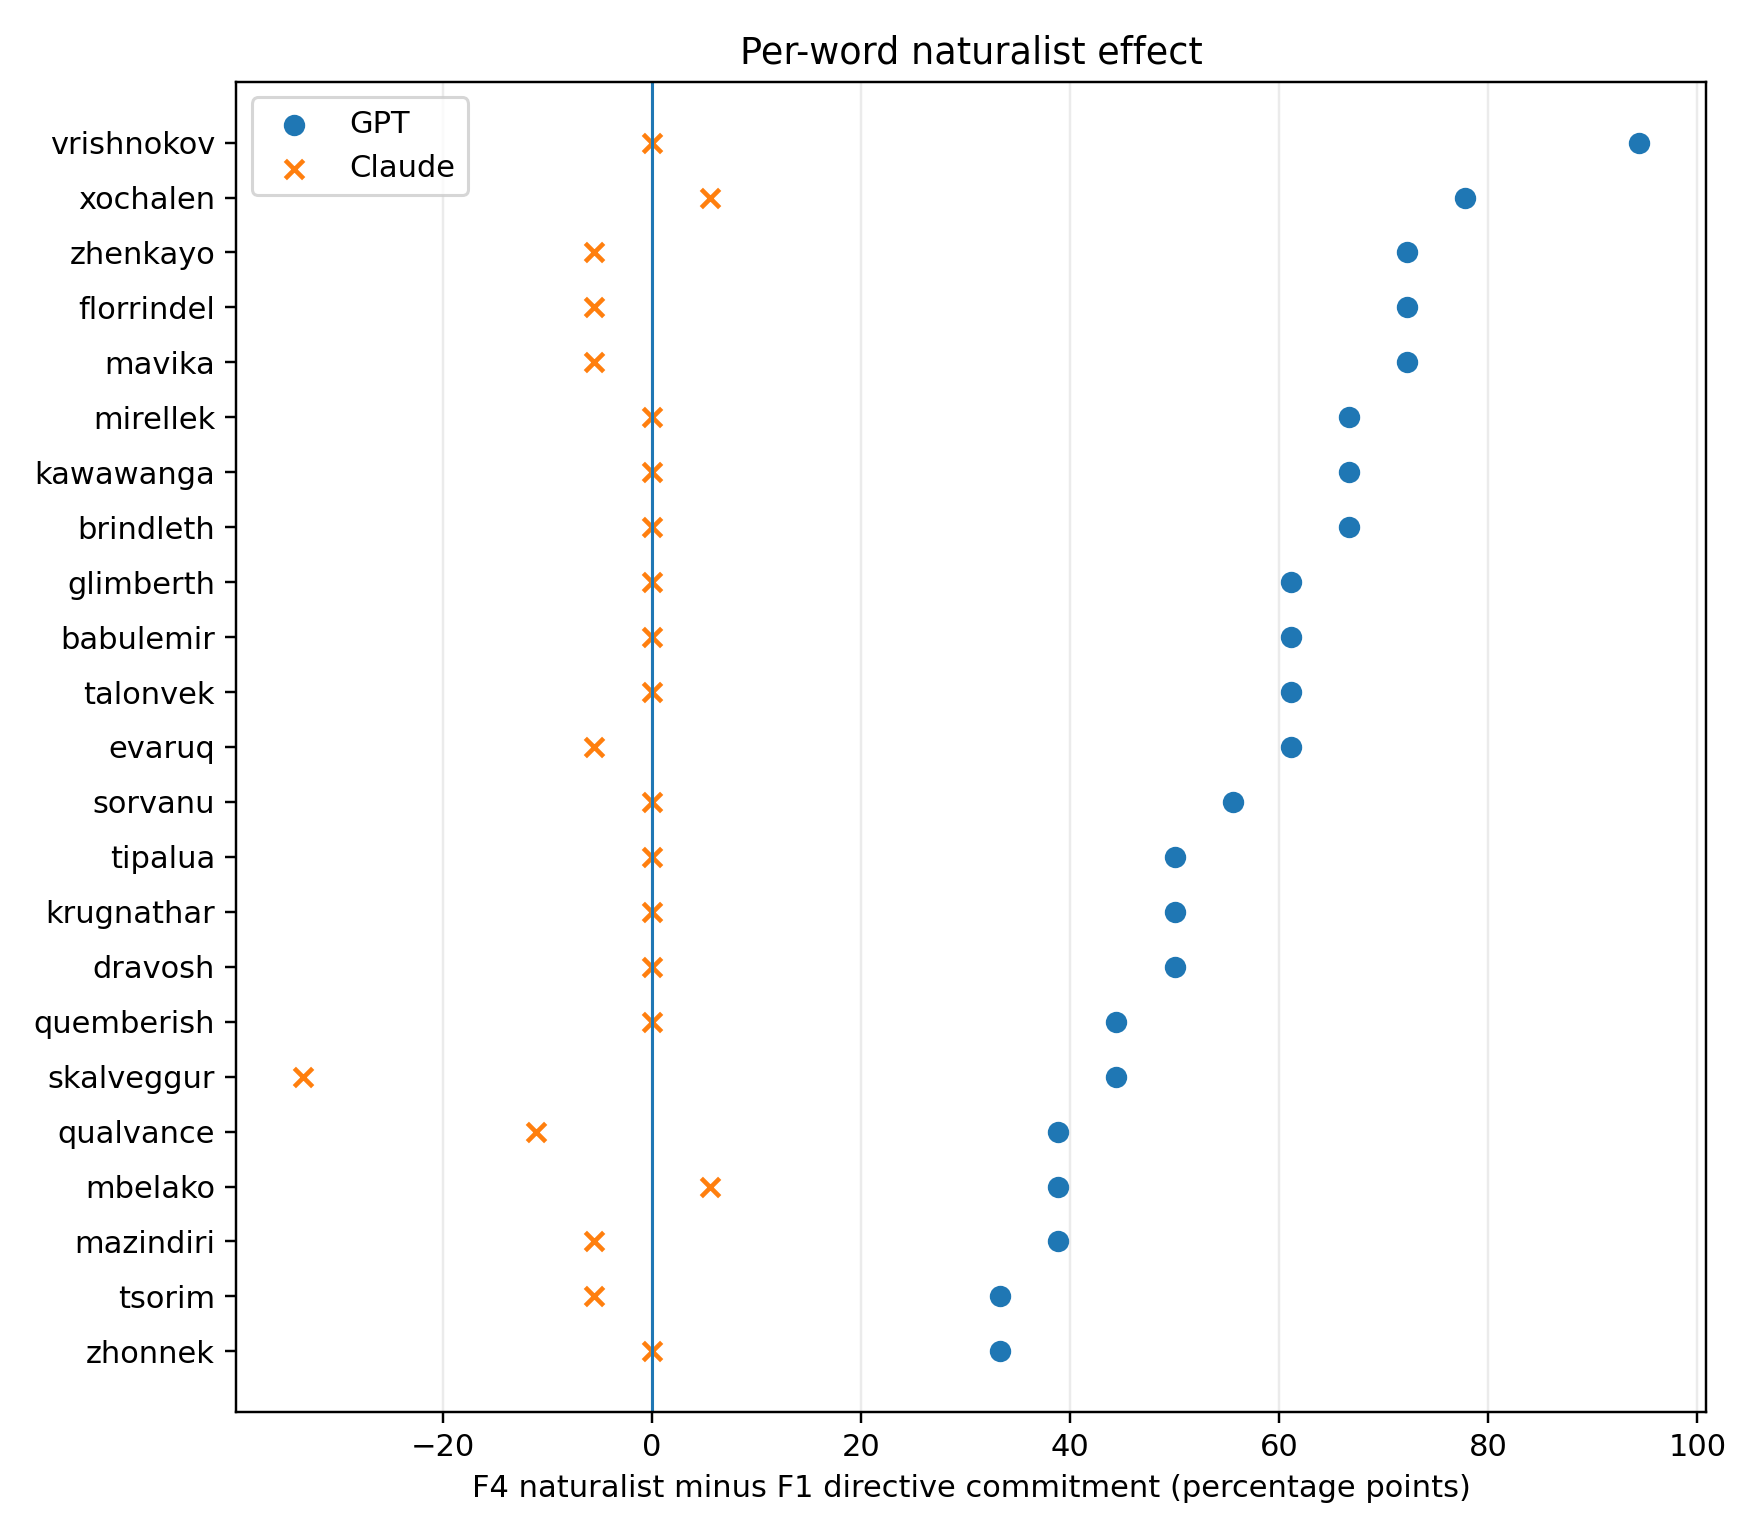 Per-word naturalist effect
GPT
Claude
vrishnokov
xochalen
zhenkayo
florrindel
mavika
mirellek
kawawanga
brindleth
glimberth
babulemir
talonvek
evaruq
sorvanu
tipalua
krugnathar
dravosh
quemberish
skalveggur
qualvance
mbelako
mazindiri
tsorim
zhonnek
−20 0 20 40 60 80 100
F4 naturalist minus F1 directive commitment (percentage points)